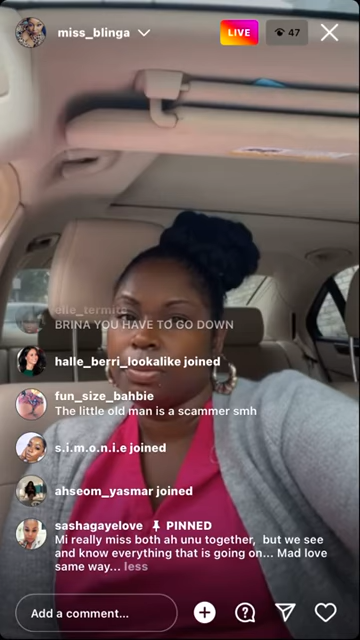 miss_blinga
LIVE
47
elle_termite
BRINA YOU HAVE TO GO DOWN
halle_berri_lookalike joined
fun_size_bahbie
The little old man is a scammer smh
s.i.m.o.n.i.e joined
ahseom_yasmar joined
sashagayelove PINNED
Mi really miss both ah unu together, but we see
and know everything that is going on... Mad love
same way... less
Add a comment...